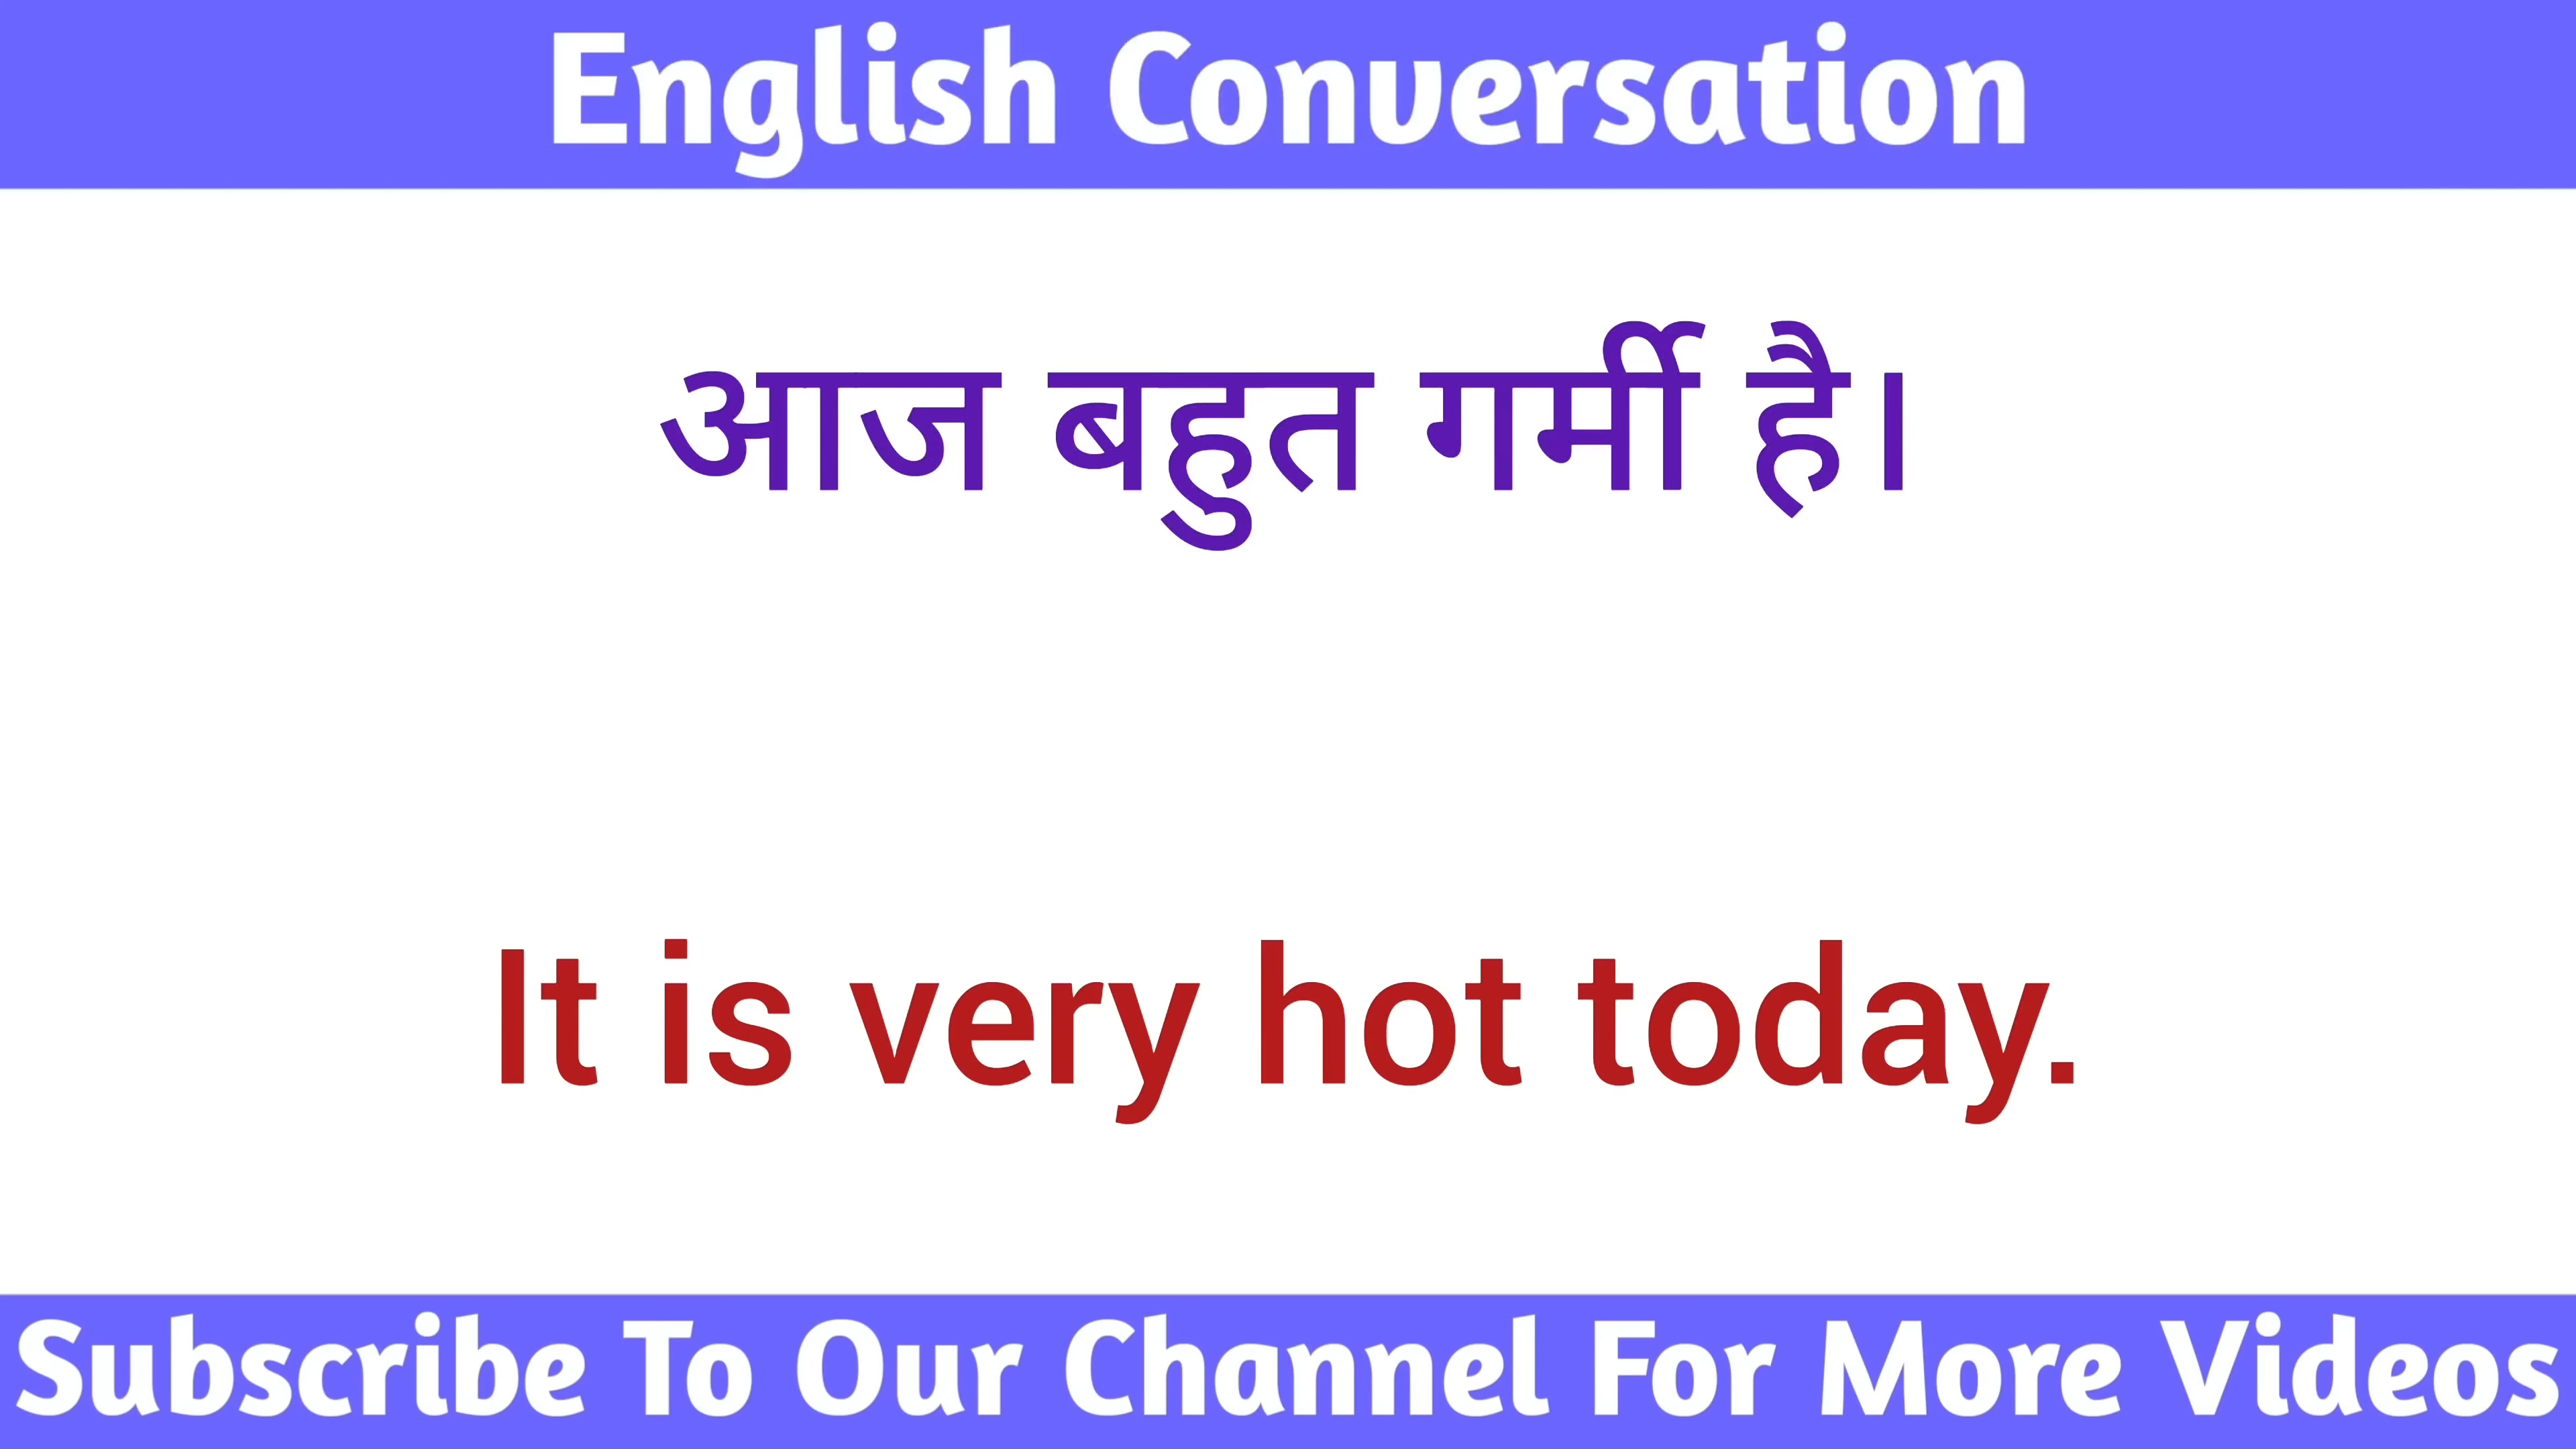 English Conversation
आज बहुत गर्मी है।
It is very hot today.
Subscribe To Our Channel For More Videos